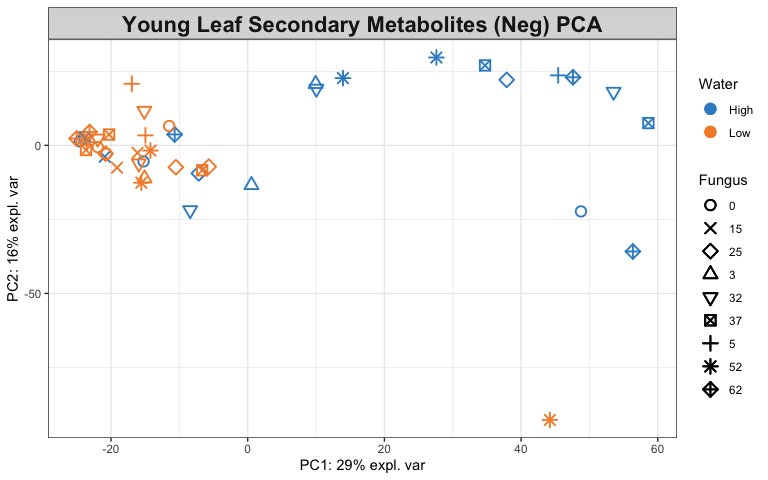 Young Leaf Secondary Metabolites (Neg) PCA
PC2: 16% expl. var
0
-50
-20
0
20
40
60
PC1: 29% expl. var
Water
High
Low
Fungus
0
15
25
3
32
37
5
52
62